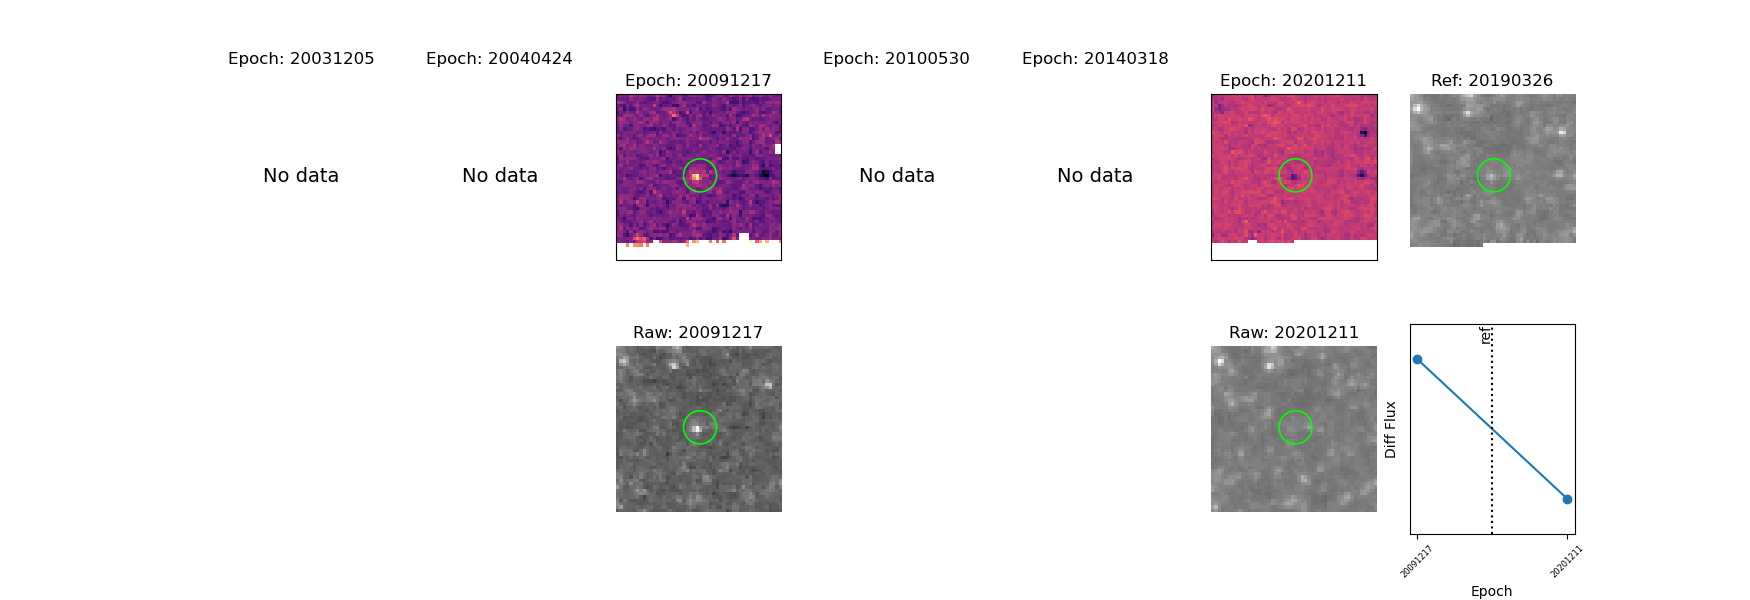 Epoch: 20031205
Epoch: 20040424
Epoch: 20091217
Epoch: 20100530
Epoch: 20140318
Epoch: 20201211
Ref: 20190326
No data
No data
No data
No data
Raw: 20091217
Raw: 20201211
ref
Diff Flux
20091217
20201211
Epoch